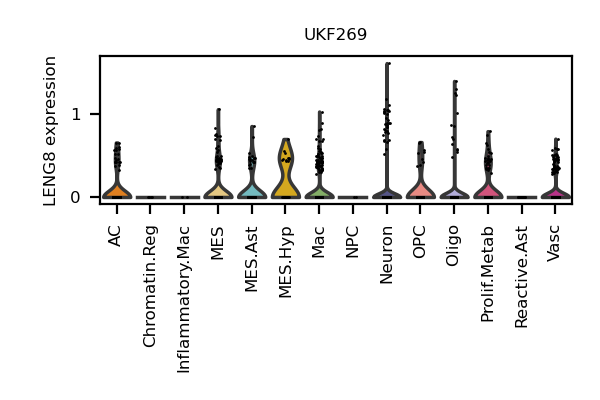 UKF269
LENG8 expression
1
0
AC
Chromatin.Reg
Inflammatory.Mac
MES
MES.Ast
MES.Hyp
Mac
NPC
Neuron
OPC
Oligo
Prolif.Metab
Reactive.Ast
Vasc